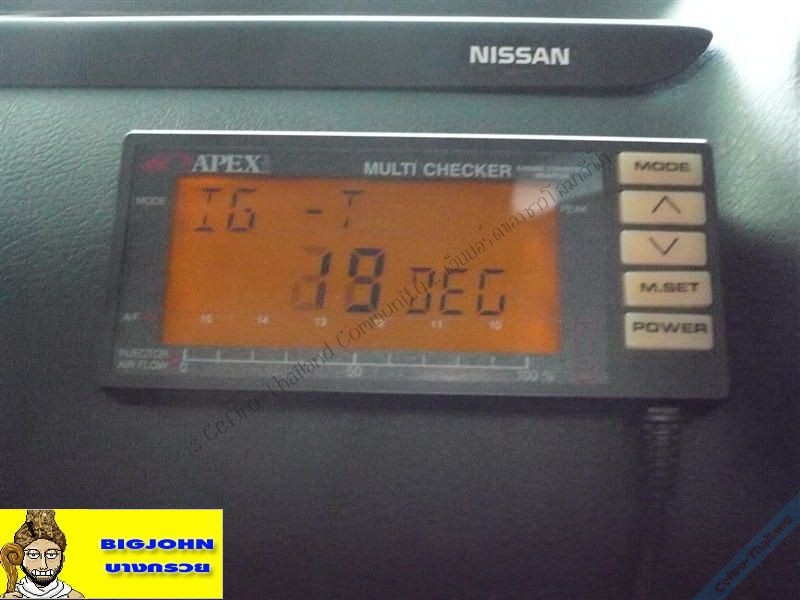 NISSAN
APEX
MULTI CHECKER
MODE
MODE
PEAK
IG -T
18 DEG
M.SET
A/F
15 14 13 12 11 10
POWER
INJECTOR
AIR FLOW
0 50 100 %
BIGJOHN
บางกรวย